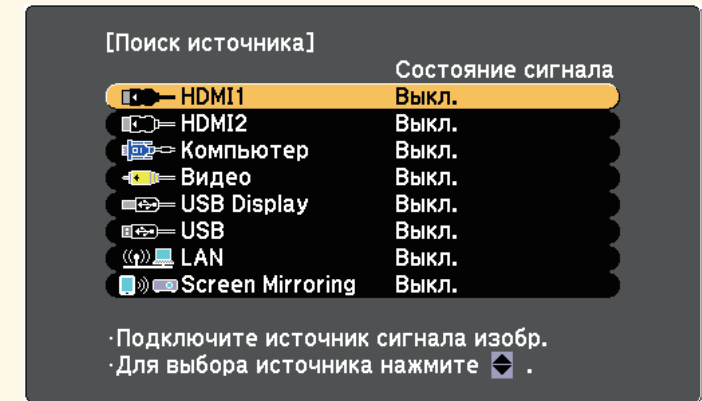 [Поиск источника]
Состояние сигнала
HDMI1 Выкл.
HDMI2 Выкл.
Компьютер Выкл.
Видео Выкл.
USB Display Выкл.
USB Выкл.
LAN Выкл.
Screen Mirroring Выкл.
·Подключите источник сигнала изобр.
·Для выбора источника нажмите .